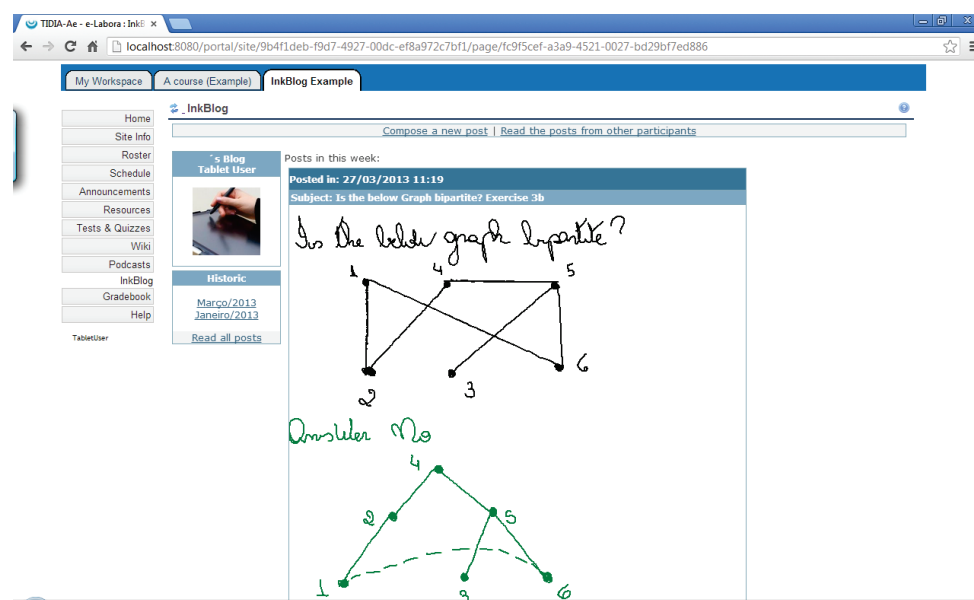 TIDIA-Ae - e-Labora : InkB
localhost:8080/portal/site/9b4f1deb-f9d7-4927-00dc-ef8a972c7bf1/page/fc9f5cef-a3a9-4521-0027-bd29bf7ed886
My Workspace
A course (Example)
InkBlog Example
Home
Site Info
Roster
Schedule
Announcements
Resources
Tests & Quizzes
Wiki
Podcasts
InkBlog
Gradebook
Help
TabletUser
_InkBlog
Compose a new post | Read the posts from other participants
´s Blog
Tablet User
Historic
Março/2013
Janeiro/2013
Read all posts
Posts in this week:
Posted in: 27/03/2013 11:19
Subject: Is the below Graph bipartite? Exercise 3b
Is the below graph bipartite?
1 4 5
2 3 6
Answer No
4
2 5
1 3 6